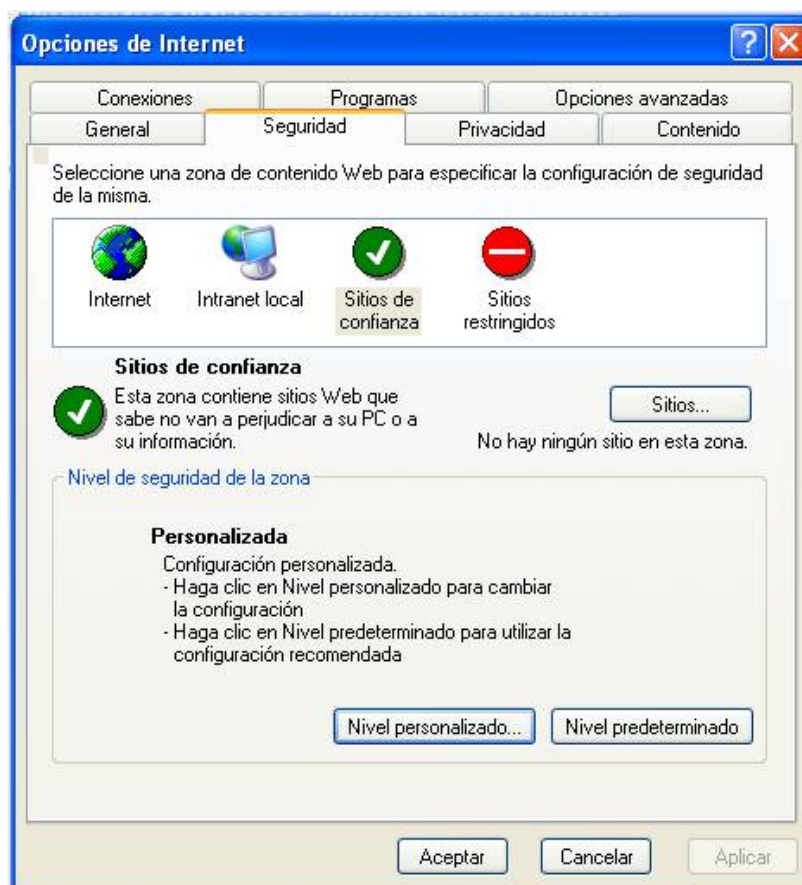 Opciones de Internet
Conexiones
Programas
Opciones avanzadas
General
Seguridad
Privacidad
Contenido
Seleccione una zona de contenido Web para especificar la configuración de seguridad
de la misma.
Internet
Intranet local
Sitios de
confianza
Sitios
restringidos
Sitios de confianza
Esta zona contiene sitios Web que
sabe no van a perjudicar a su PC o a
su información.
Sitios...
No hay ningún sitio en esta zona.
Nivel de seguridad de la zona
Personalizada
Configuración personalizada.
- Haga clic en Nivel personalizado para cambiar
la configuración
- Haga clic en Nivel predeterminado para utilizar la
configuración recomendada
Nivel personalizado...
Nivel predeterminado
Aceptar
Cancelar
Aplicar